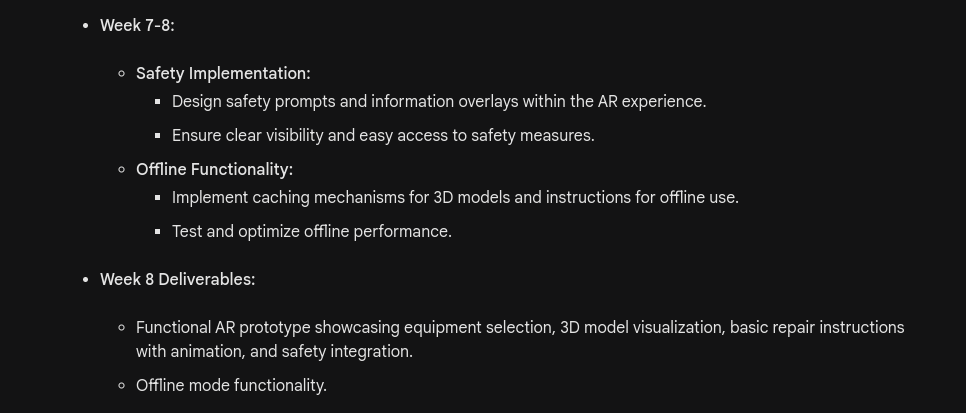 Week 7-8:
Safety Implementation:
Design safety prompts and information overlays within the AR experience.
Ensure clear visibility and easy access to safety measures.
Offline Functionality:
Implement caching mechanisms for 3D models and instructions for offline use.
Test and optimize offline performance.
Week 8 Deliverables:
Functional AR prototype showcasing equipment selection, 3D model visualization, basic repair instructions
with animation, and safety integration.
Offline mode functionality.